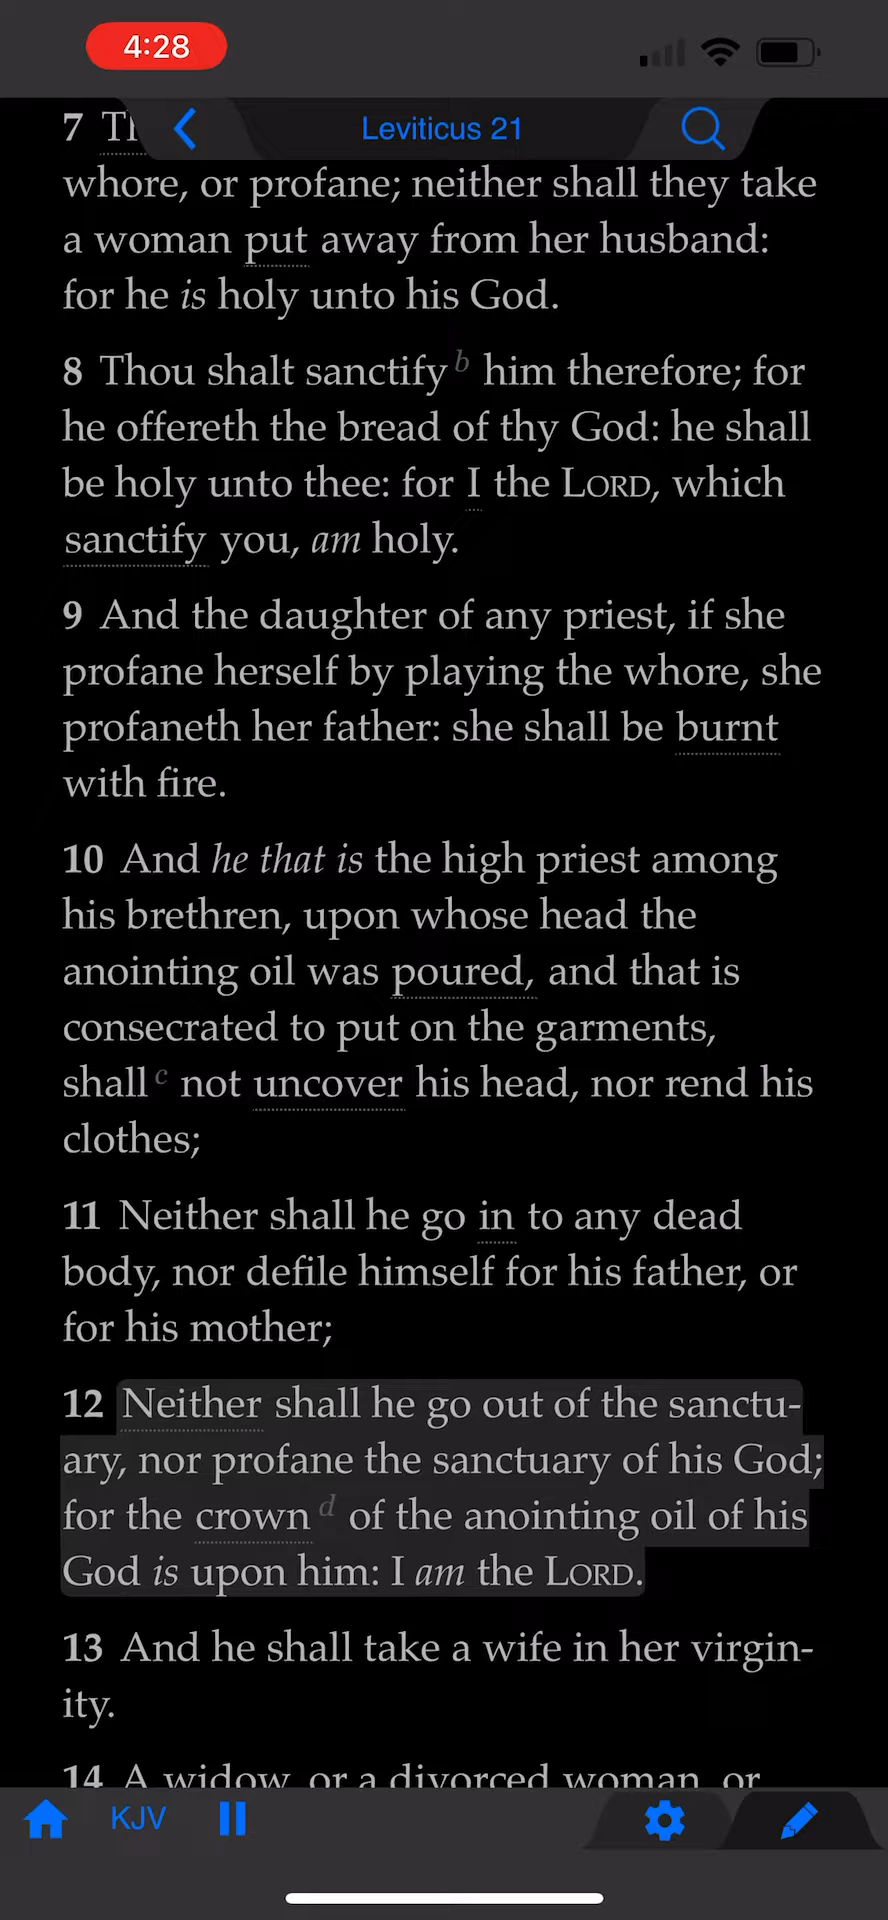 4:28
Leviticus 21
7
whore, or profane; neither shall they take
a woman put away from her husband:
for he is holy unto his God.
8 Thou shalt sanctify b him therefore; for
he offereth the bread of thy God: he shall
be holy unto thee: for I the LORD, which
sanctify you, am holy.
9 And the daughter of any priest, if she
profane herself by playing the whore, she
profaneth her father: she shall be burnt
with fire.
10 And he that is the high priest among
his brethren, upon whose head the
anointing oil was poured, and that is
consecrated to put on the garments,
shall c not uncover his head, nor rend his
clothes;
11 Neither shall he go in to any dead
body, nor defile himself for his father, or
for his mother;
12 Neither shall he go out of the sanctu-
ary, nor profane the sanctuary of his God;
for the crown d of the anointing oil of his
God is upon him: I am the LORD.
13 And he shall take a wife in her virgin-
ity.
14 A widow, or a divorced woman, or
KJV